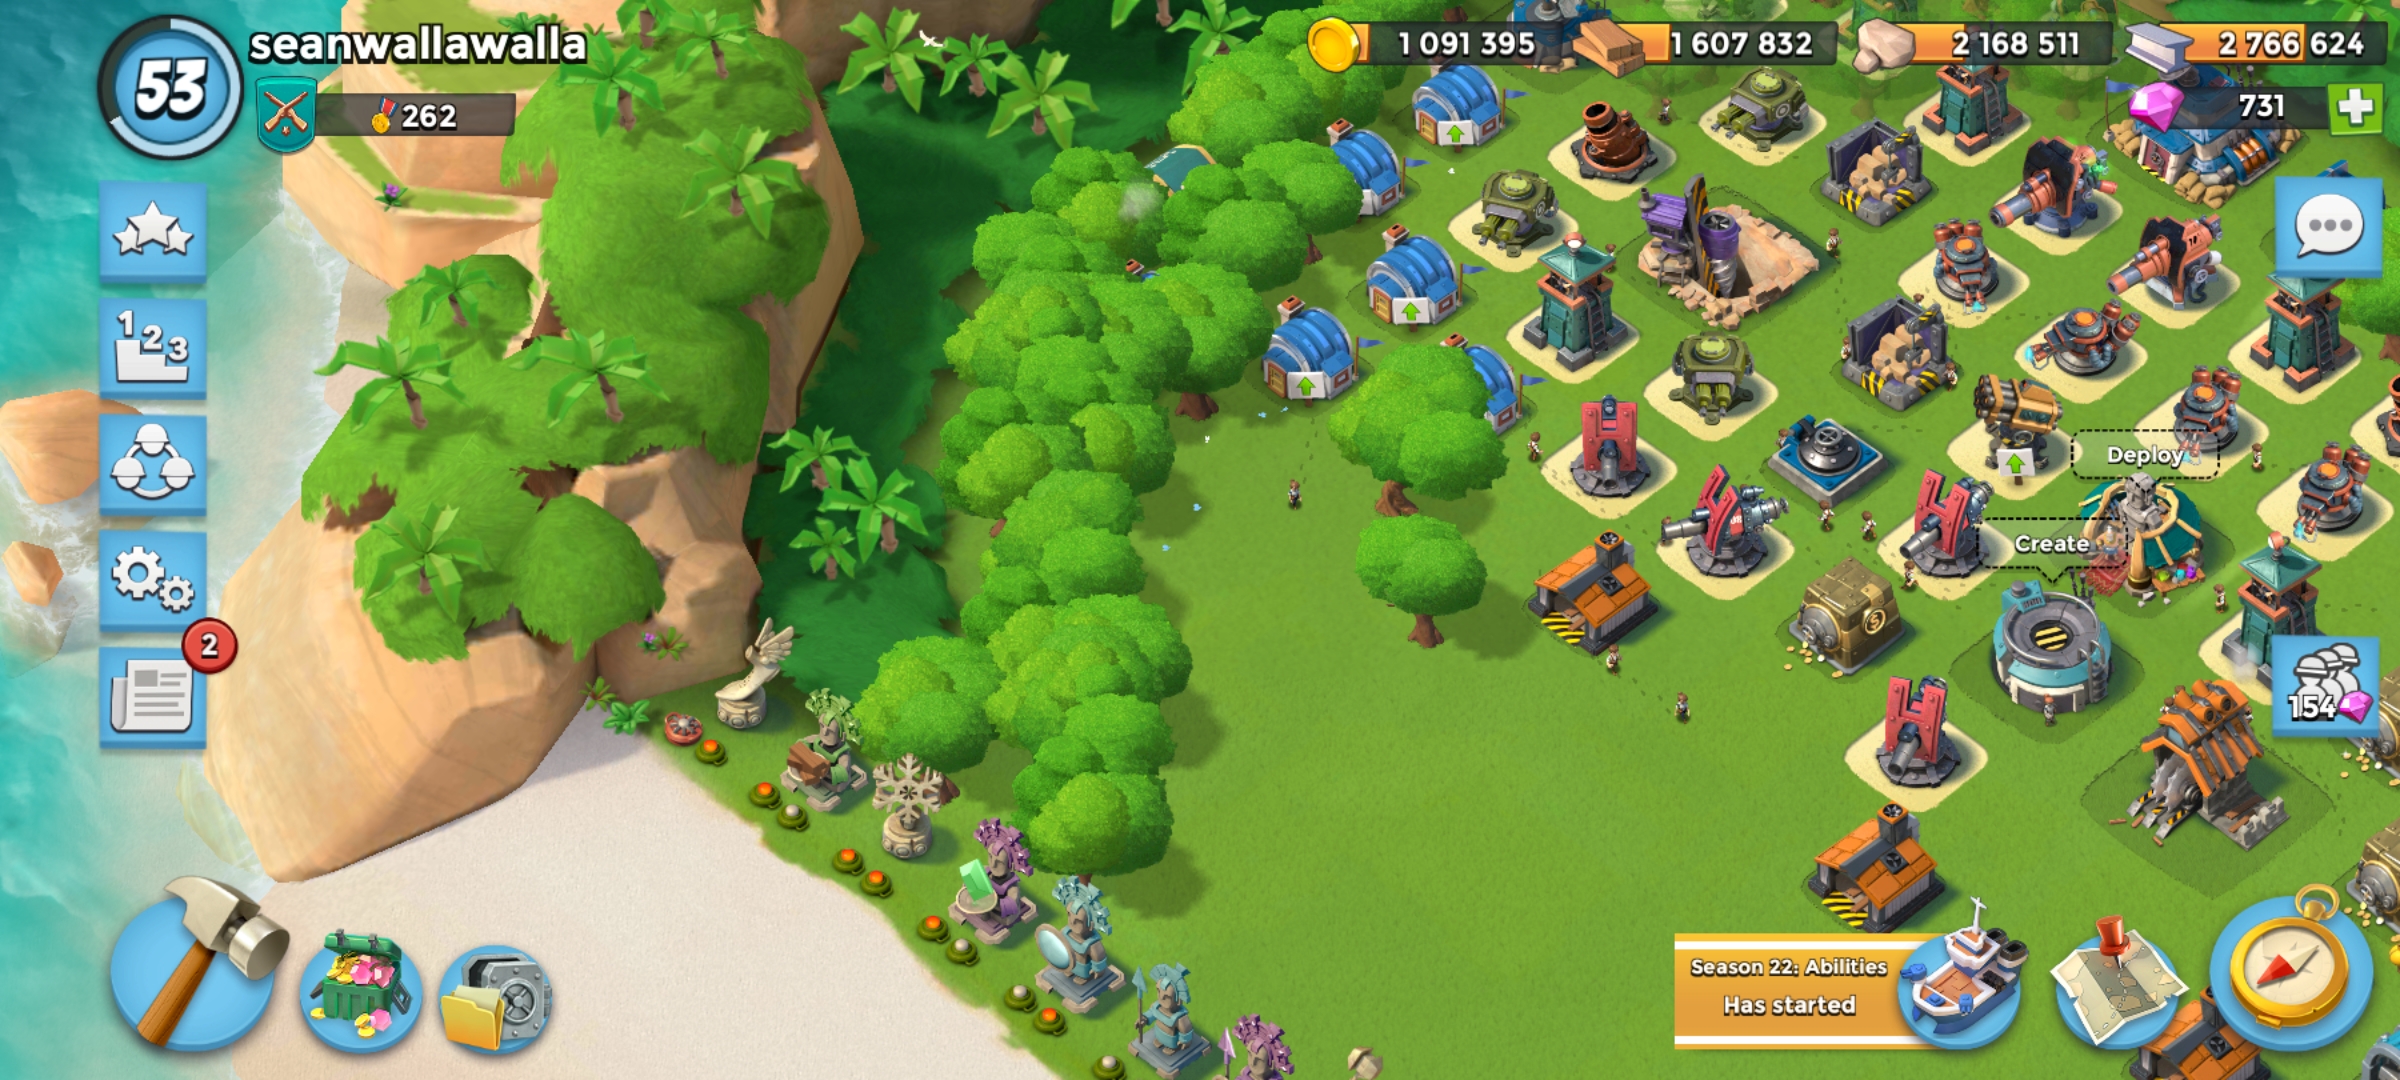 53
seanwallawalla
262
1 091 395
1 607 832
2 168 511
2 766 624
731
123
2
Deploy
Create
154
Season 22: Abilities
Has started